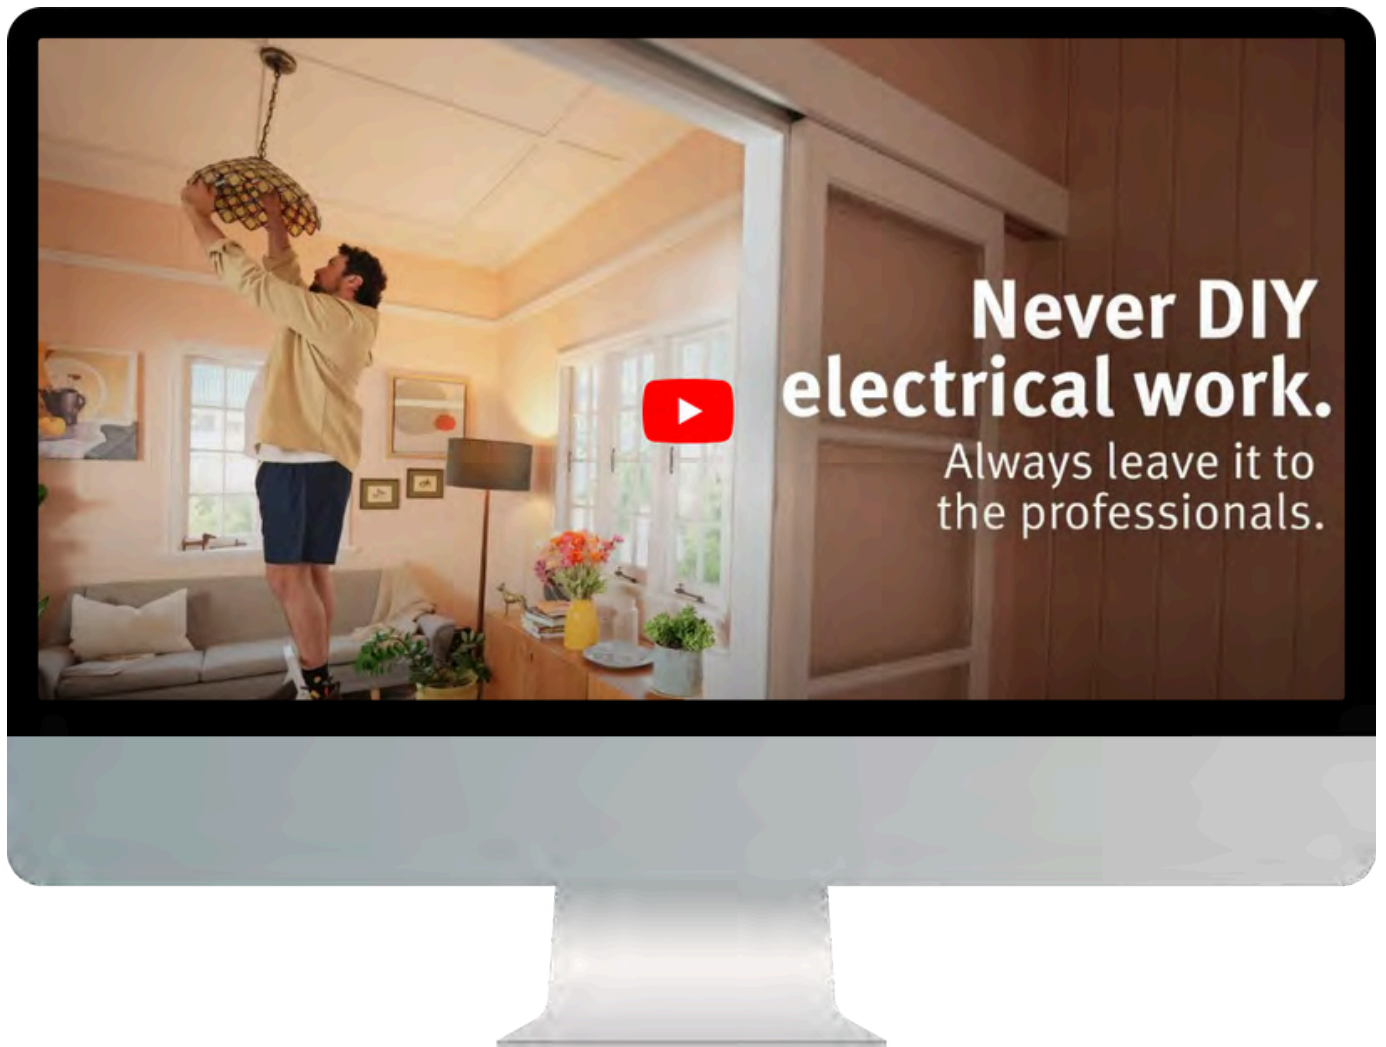 Never DIY
electrical work.
Always leave it to
the professionals.